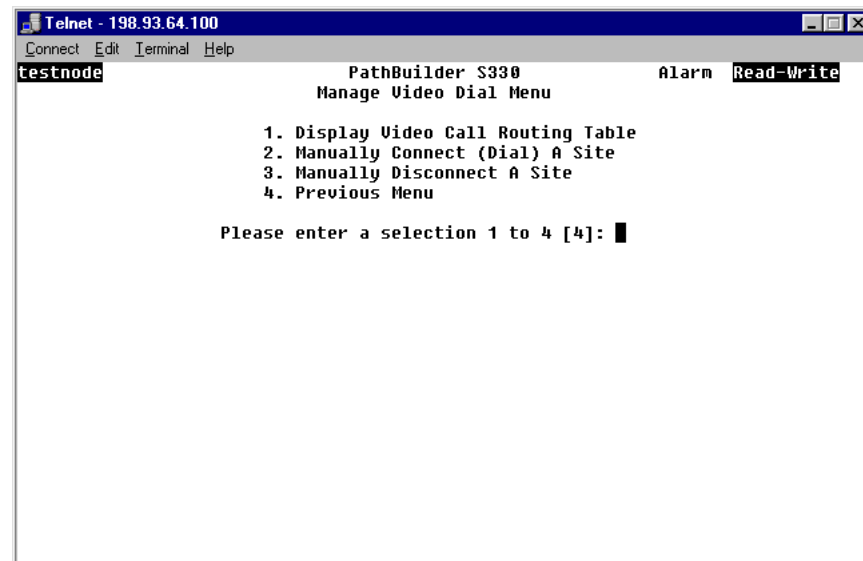 Telnet - 198.93.64.100
Connect Edit Terminal Help
testnode PathBuilder S330 Alarm Read-Write
Manage Video Dial Menu
1. Display Video Call Routing Table
2. Manually Connect (Dial) A Site
3. Manually Disconnect A Site
4. Previous Menu
Please enter a selection 1 to 4 [4]: